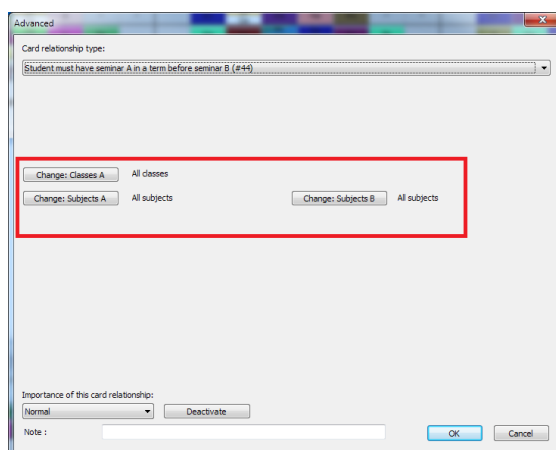 Advanced
Card relationship type:
Student must have seminar A in a term before seminar B (#44)
Change: Classes A All classes
Change: Subjects A All subjects Change: Subjects B All subjects
Importance of this card relationship:
Normal Deactivate
Note : OK Cancel